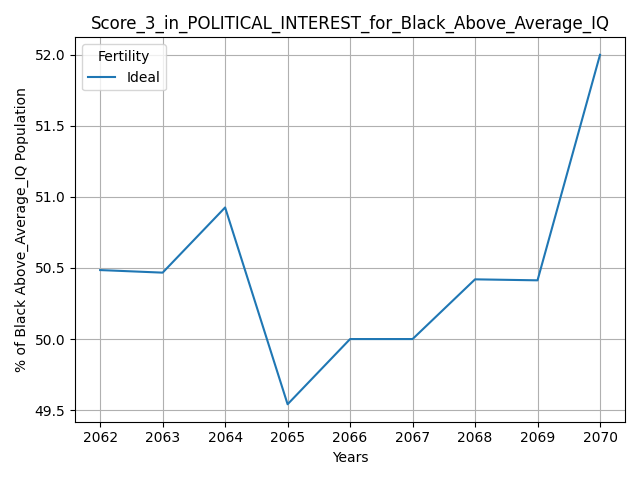 Score_3_in_POLITICAL_INTEREST_for_Black_Above_Average_IQ
Fertility
Ideal
% of Black Above_Average_IQ Population
52.0
51.5
51.0
50.5
50.0
49.5
2062 2063 2064 2065 2066 2067 2068 2069 2070
Years